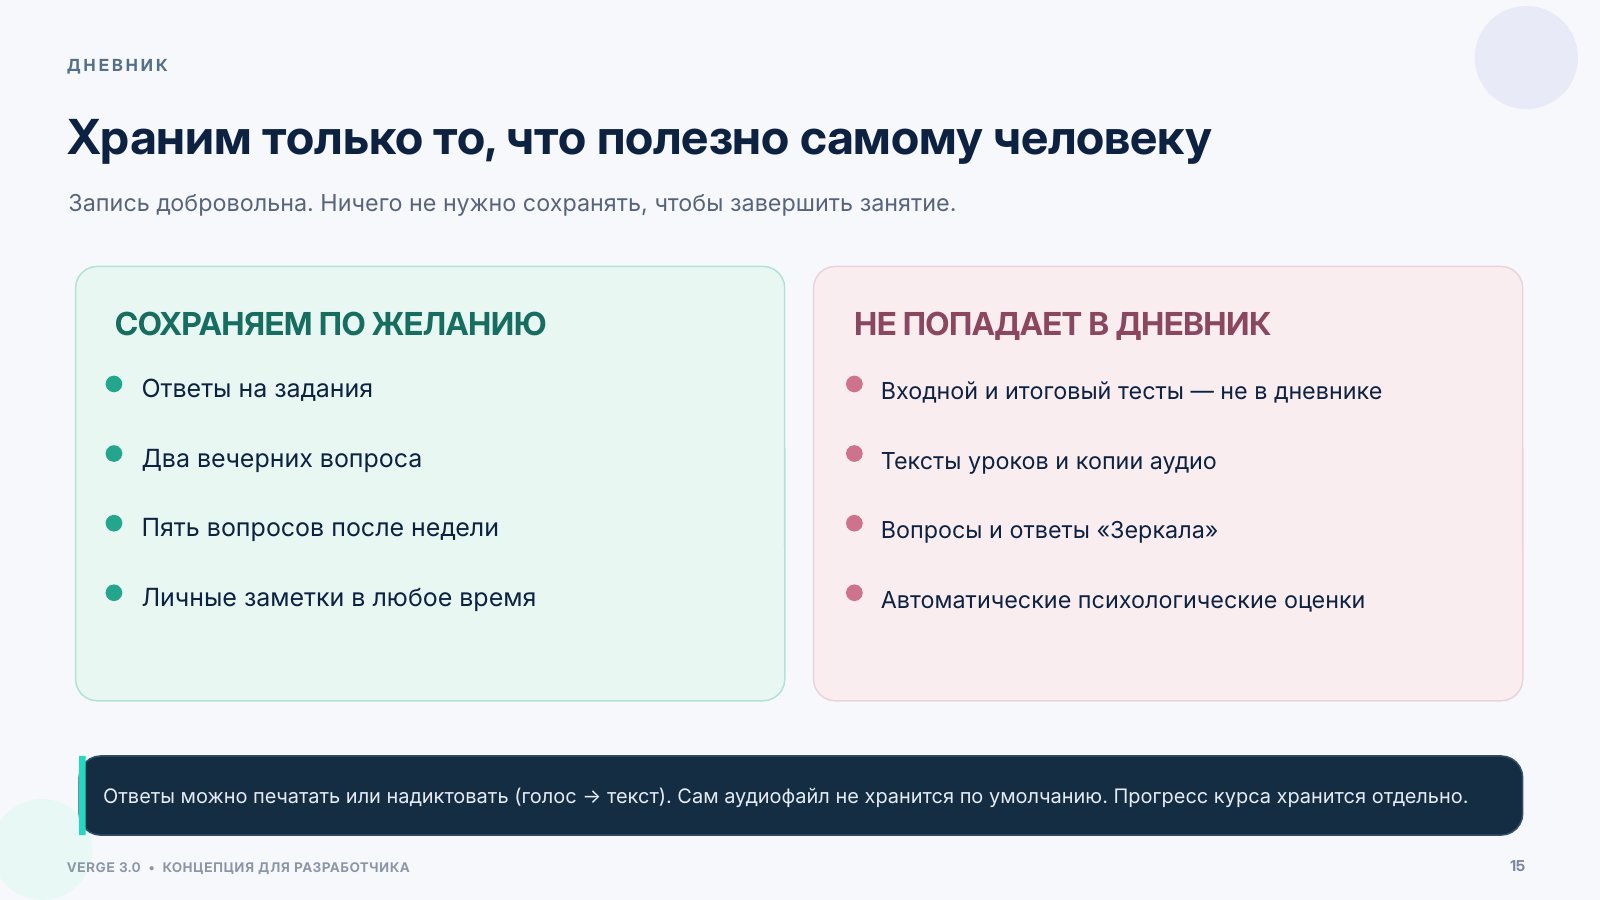 ДНЕВНИК
Храним только то, что полезно самому человеку
Запись добровольна. Ничего не нужно сохранять, чтобы завершить занятие.
СОХРАНЯЕМ ПО ЖЕЛАНИЮ
Ответы на задания
Два вечерних вопроса
Пять вопросов после недели
Личные заметки в любое время
НЕ ПОПАДАЕТ В ДНЕВНИК
Входной и итоговый тесты — не в дневнике
Тексты уроков и копии аудио
Вопросы и ответы «Зеркала»
Автоматические психологические оценки
Ответы можно печатать или надиктовать (голос → текст). Сам аудиофайл не хранится по умолчанию. Прогресс курса хранится отдельно.
VERGE 3.0 • КОНЦЕПЦИЯ ДЛЯ РАЗРАБОТЧИКА
15